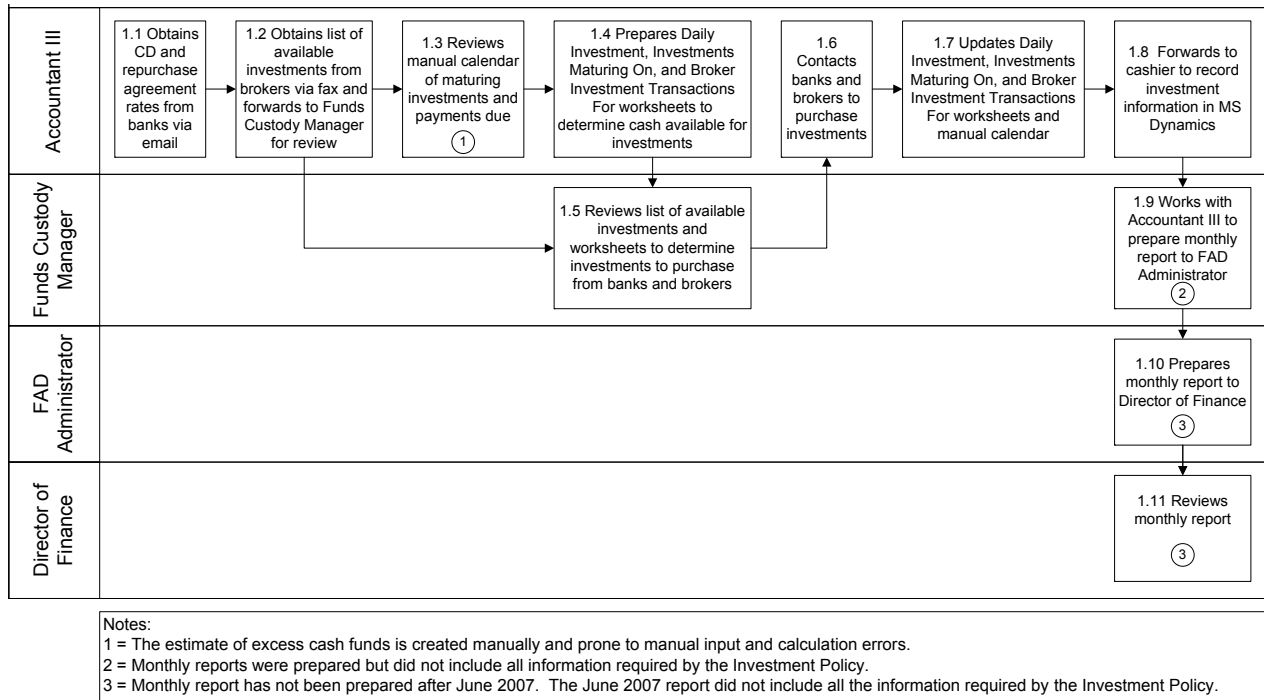 Accountant III
1.1 Obtains
CD and
repurchase
agreement
rates from
banks via
email
1.2 Obtains list of
available
investments from
brokers via fax and
forwards to Funds
Custody Manager
for review
1.3 Reviews
manual calendar
of maturing
investments and
payments due
1
1.4 Prepares Daily
Investment, Investments
Maturing On, and Broker
Investment Transactions
For worksheets to
determine cash available for
investments
1.6
Contacts
banks and
brokers to
purchase
investments
1.7 Updates Daily
Investment, Investments
Maturing On, and Broker
Investment Transactions
For worksheets and
manual calendar
1.8 Forwards to
cashier to record
investment
information in MS
Dynamics
Funds Custody
Manager
1.5 Reviews list of available
investments and
worksheets to determine
investments to purchase
from banks and brokers
1.9 Works with
Accountant III to
prepare monthly
report to FAD
Administrator
2
FAD
Administrator
1.10 Prepares
monthly report to
Director of Finance
3
Director of
Finance
1.11 Reviews
monthly report
3
Notes:
1 = The estimate of excess cash funds is created manually and prone to manual input and calculation errors.
2 = Monthly reports were prepared but did not include all information required by the Investment Policy.
3 = Monthly report has not been prepared after June 2007. The June 2007 report did not include all the information required by the Investment Policy.